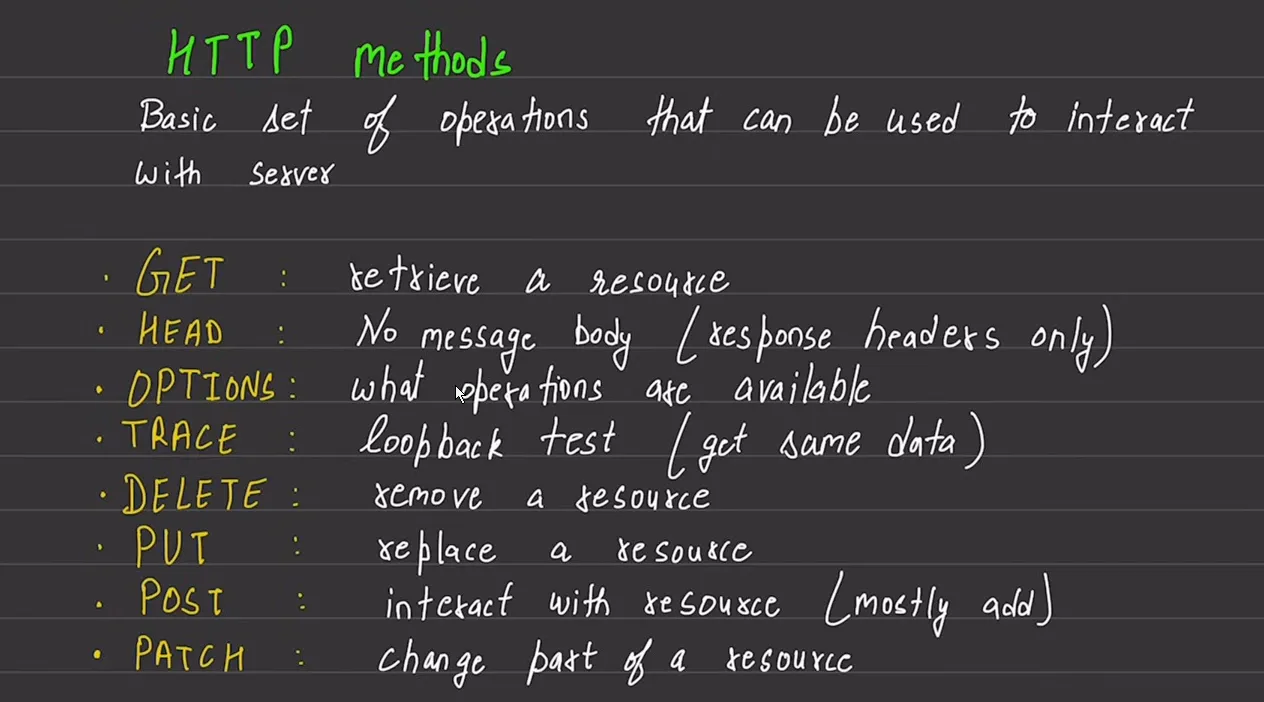 HTTP methods
Basic set of operations that can be used to interact
with server
· GET : retrieve a resource
· HEAD : No message body (response headers only)
· OPTIONS : what operations are available
· TRACE : loopback test (get same data)
· DELETE : remove a resource
· PUT : replace a resource
· POST : interact with resource (mostly add)
· PATCH : change part of a resource